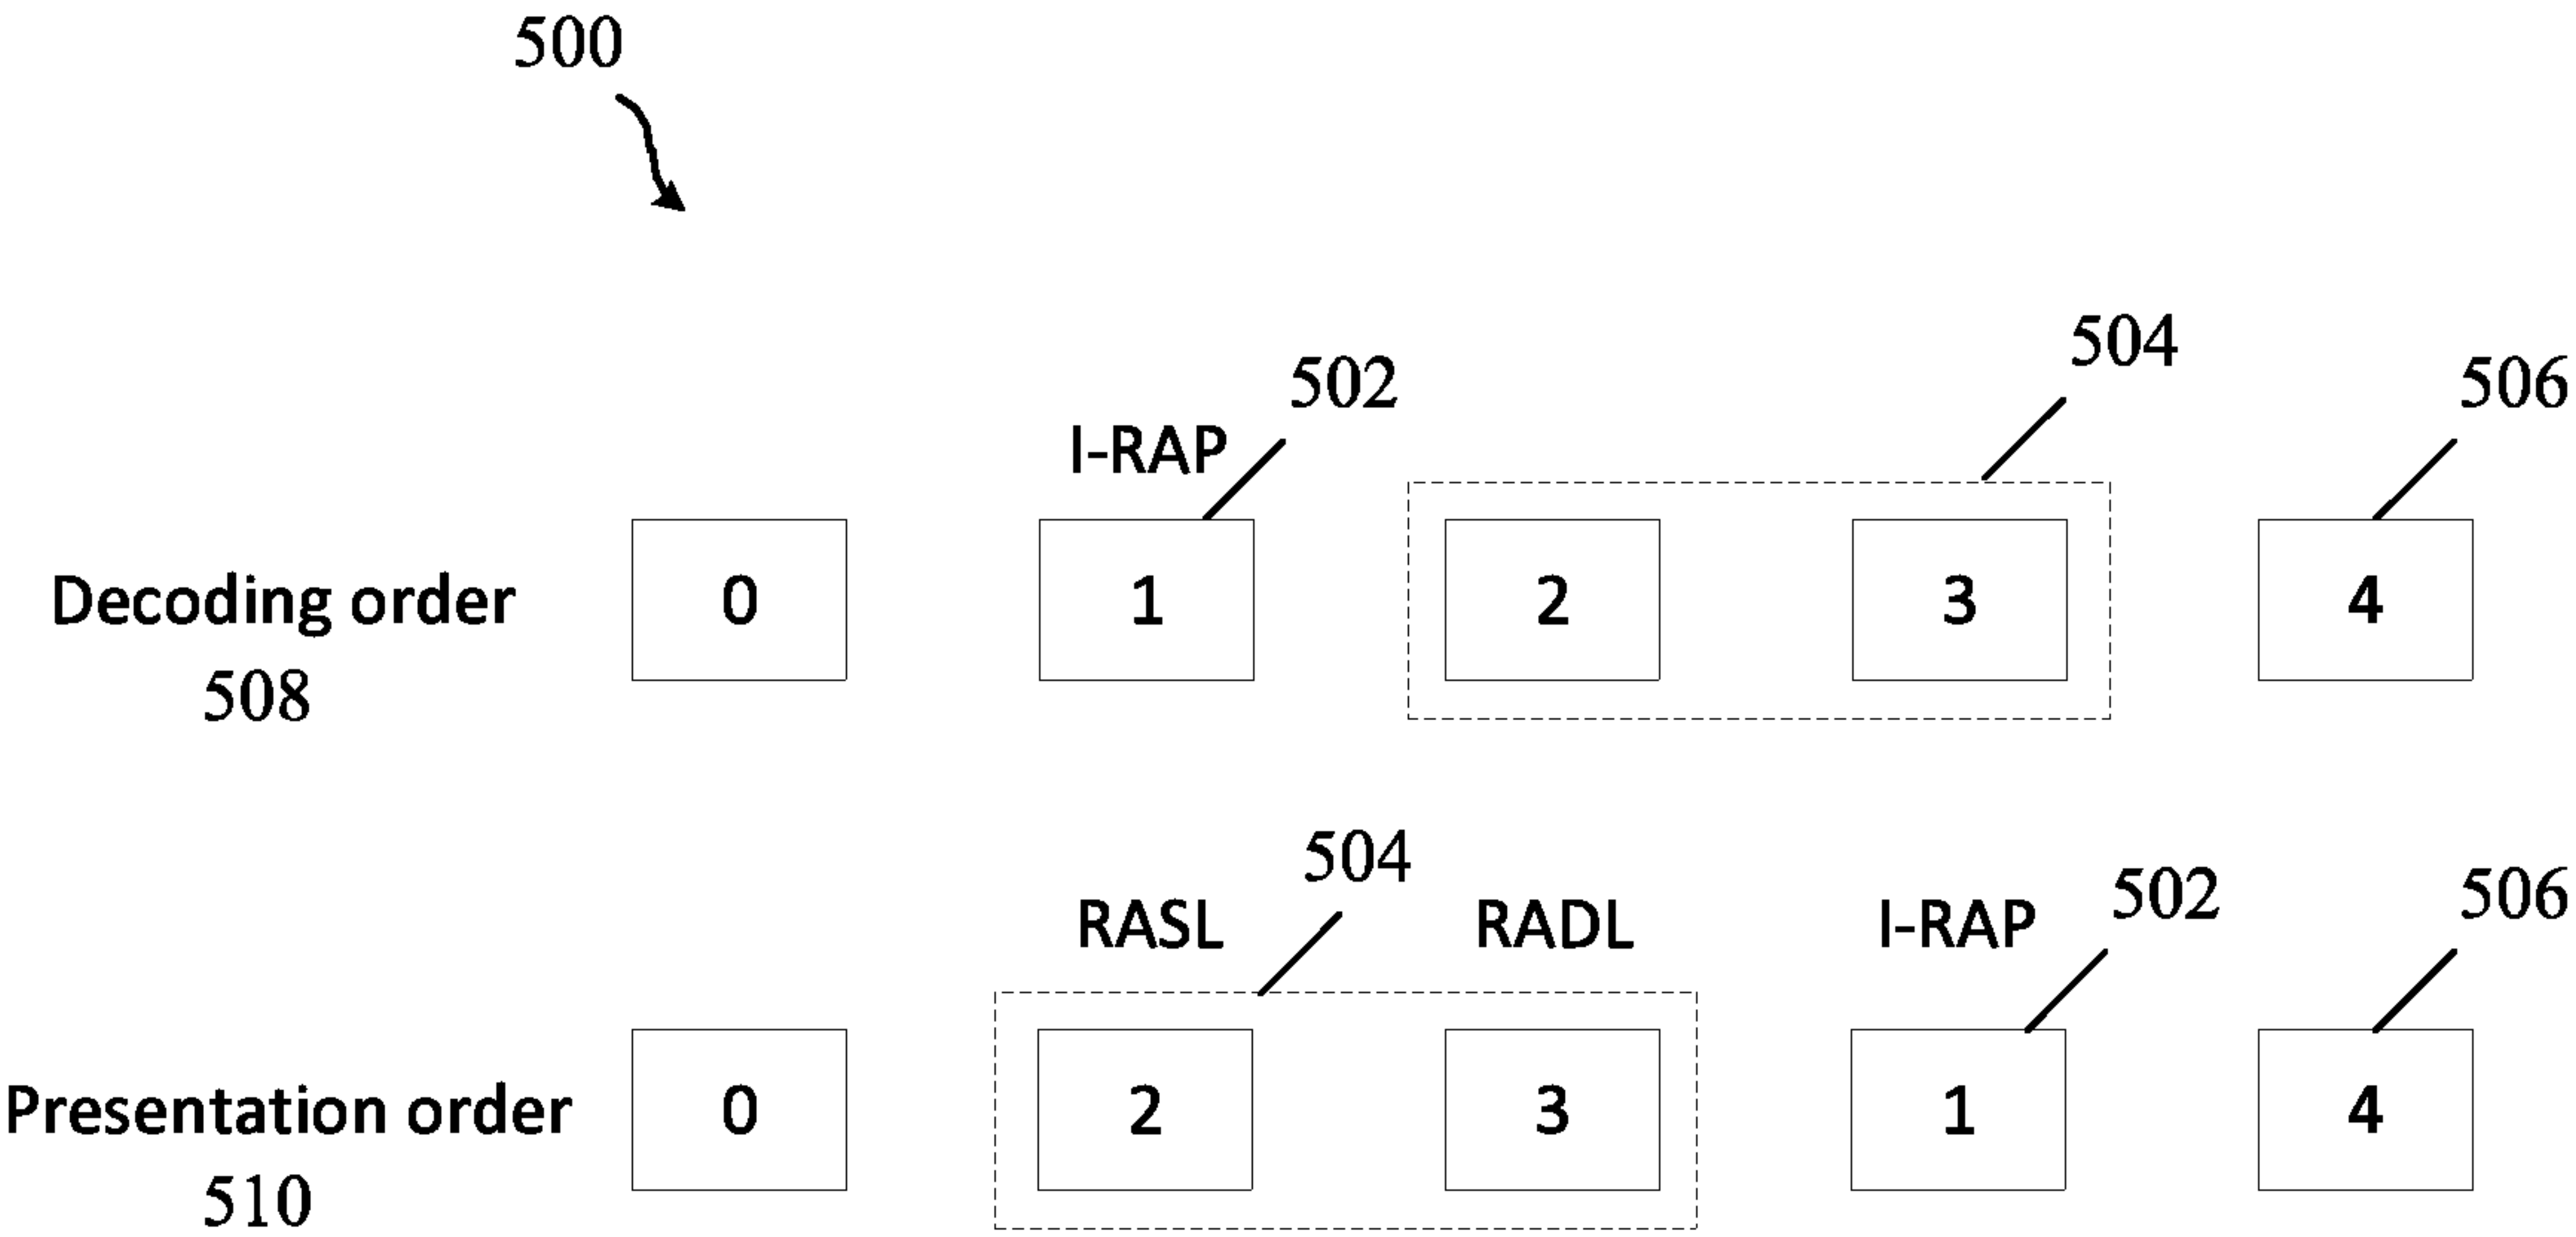 500
504
502
506
I-RAP
Decoding order 0 1 2 3 4
508
504
502
506
RASL RADL I-RAP
Presentation order 0 2 3 1 4
510